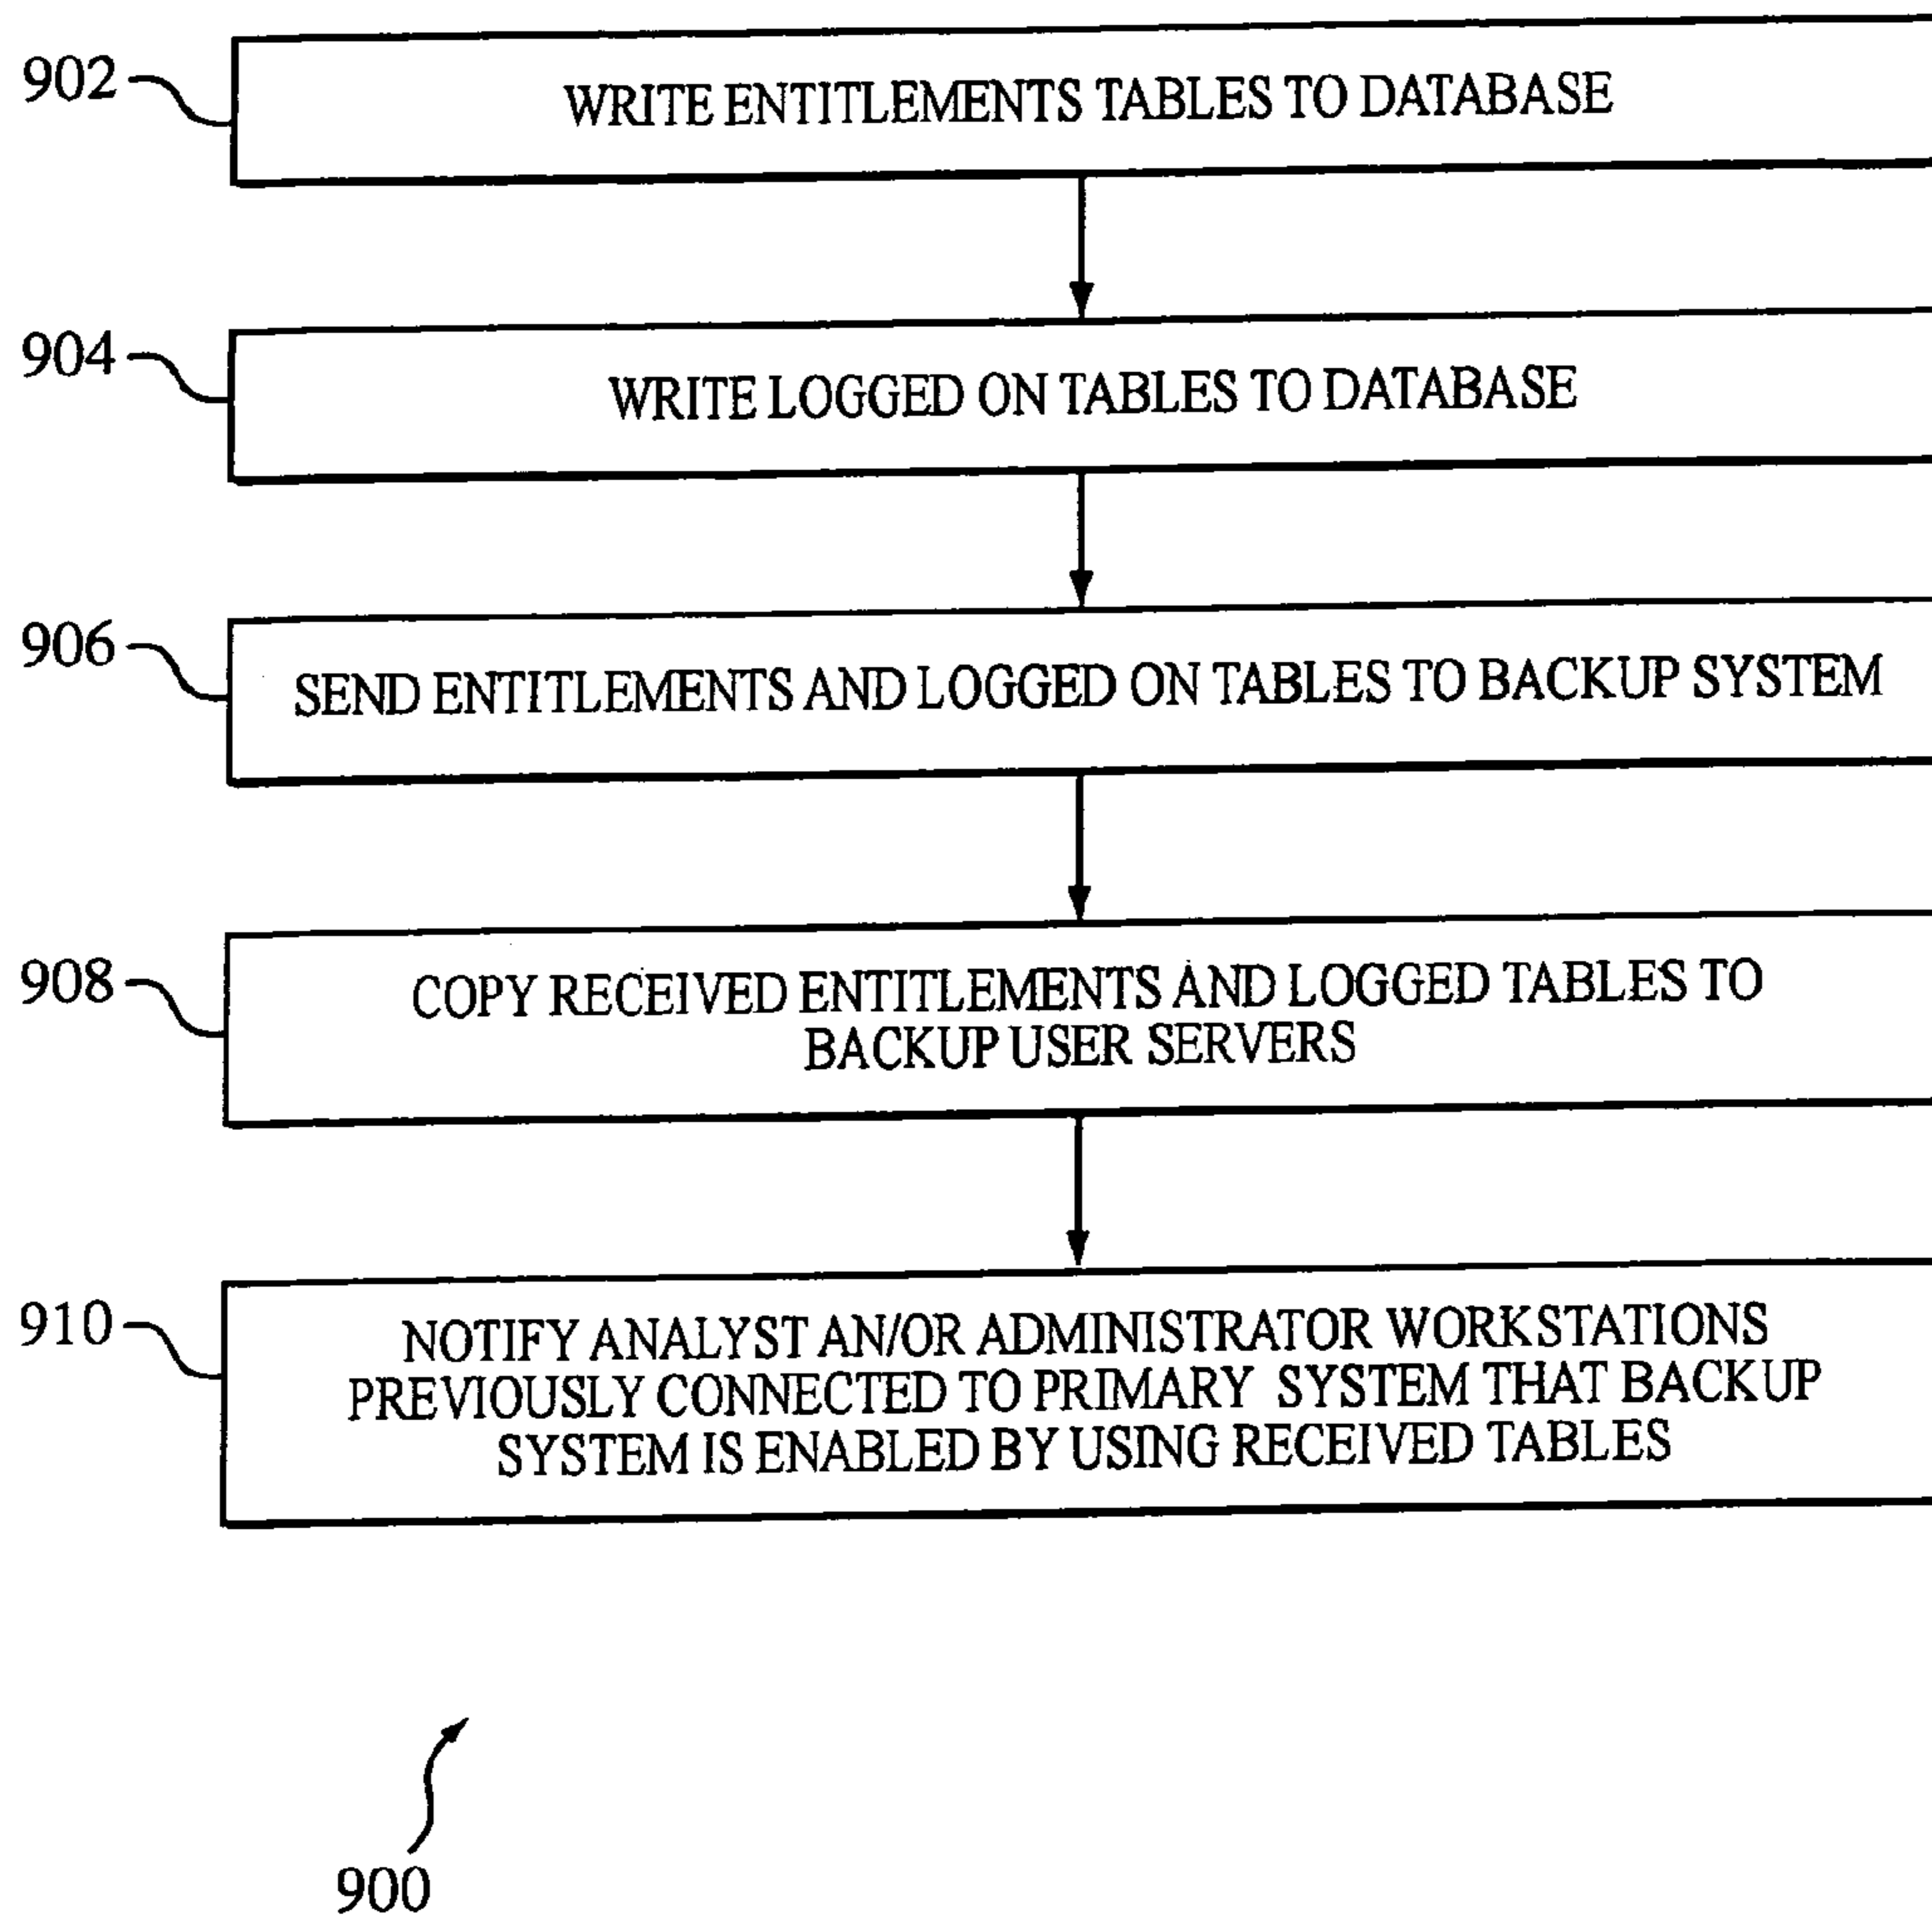 902
WRITE ENTITLEMENTS TABLES TO DATABASE
904
WRITE LOGGED ON TABLES TO DATABASE
906
SEND ENTITLEMENTS AND LOGGED ON TABLES TO BACKUP SYSTEM
908
COPY RECEIVED ENTITLEMENTS AND LOGGED TABLES TO
BACKUP USER SERVERS
910
NOTIFY ANALYST AN/OR ADMINISTRATOR WORKSTATIONS
PREVIOUSLY CONNECTED TO PRIMARY SYSTEM THAT BACKUP
SYSTEM IS ENABLED BY USING RECEIVED TABLES
900